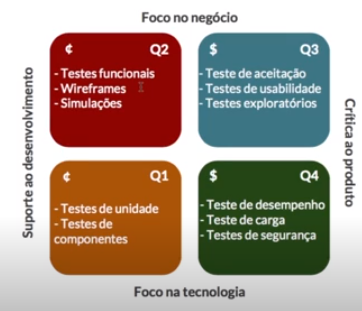 Foco no negócio
Suporte ao desenvolvimento
¢ Q2
- Testes funcionais
- Wireframes
- Simulações
$ Q3
- Teste de aceitação
- Testes de usabilidade
- Testes exploratórios
Crítica ao produto
¢ Q1
- Testes de unidade
- Testes de
componentes
$ Q4
- Teste de desempenho
- Teste de carga
- Testes de segurança
Foco na tecnologia